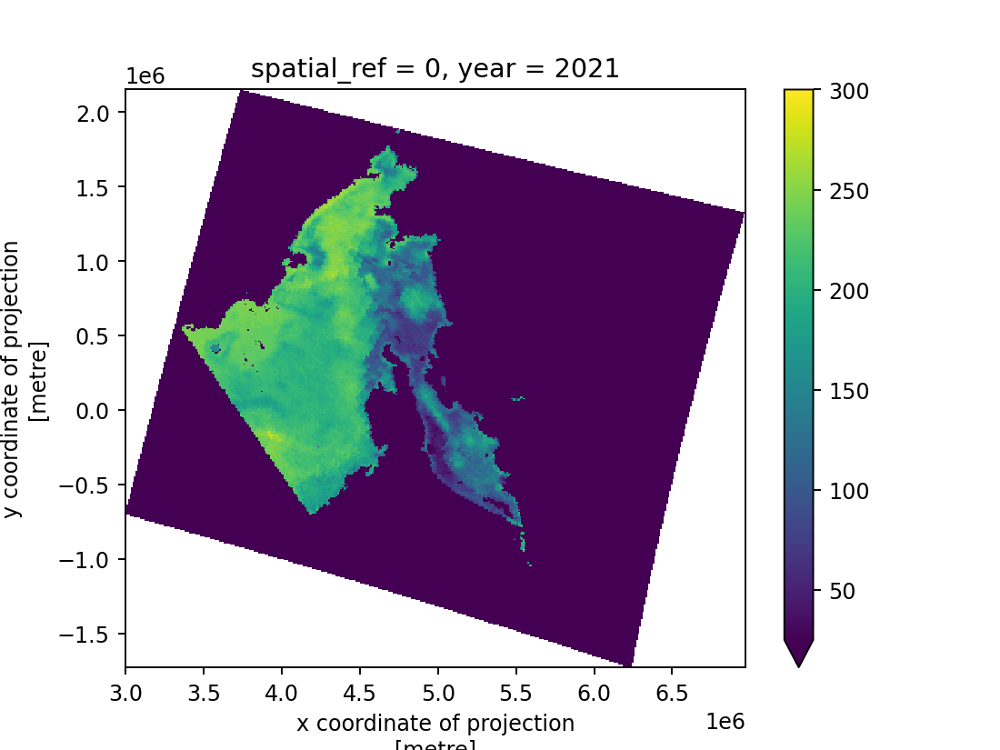 spatial_ref = 0, year = 2021
1e6
2.0
1.5
1.0
0.5
0.0
−0.5
−1.0
−1.5
y coordinate of projection
[metre]
3.0 3.5 4.0 4.5 5.0 5.5 6.0 6.5
1e6
x coordinate of projection
[metre]
300
250
200
150
100
50